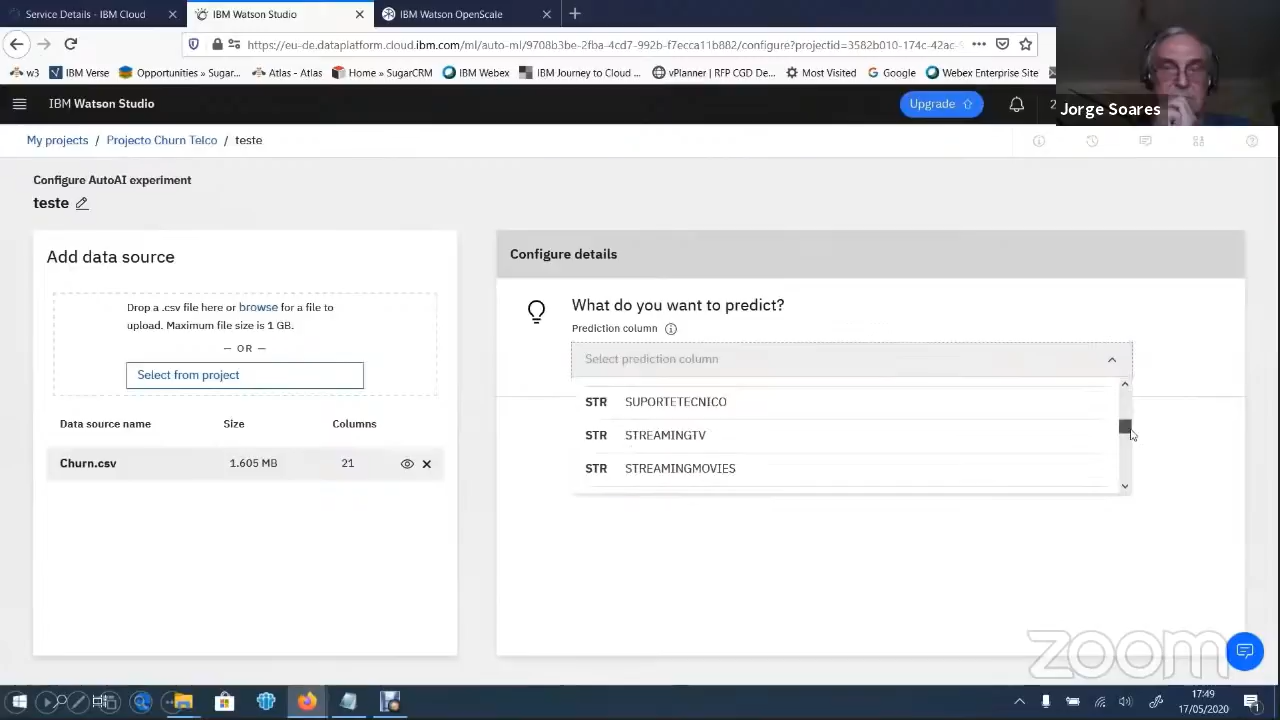 Service Details - IBM Cloud
IBM Watson Studio
IBM Watson OpenScale
https://eu-de.dataplatform.cloud.ibm.com/ml/auto-ml/9708b3be-2fba-4cd7-992b-f7ecca11b882/configure?projectid=3582b010-174c-42ac-
w3
IBM Verse
Opportunities » Sugar...
Atlas - Atlas
Home » SugarCRM
IBM Webex
IBM Journey to Cloud ...
vPlanner | RFP CGD De...
Most Visited
Google
Webex Enterprise Site
Jorge Soares
IBM Watson Studio
Upgrade
My projects / Projecto Churn Telco / teste
Configure AutoAI experiment
teste
Add data source
Drop a .csv file here or browse for a file to
upload. Maximum file size is 1 GB.
— OR —
Select from project
Data source name Size Columns
Churn.csv 1.605 MB 21
Configure details
What do you want to predict?
Prediction column
Select prediction column
STR SUPORTETECNICO
STR STREAMINGTV
STR STREAMINGMOVIES
zoom
17:49
17/05/2020